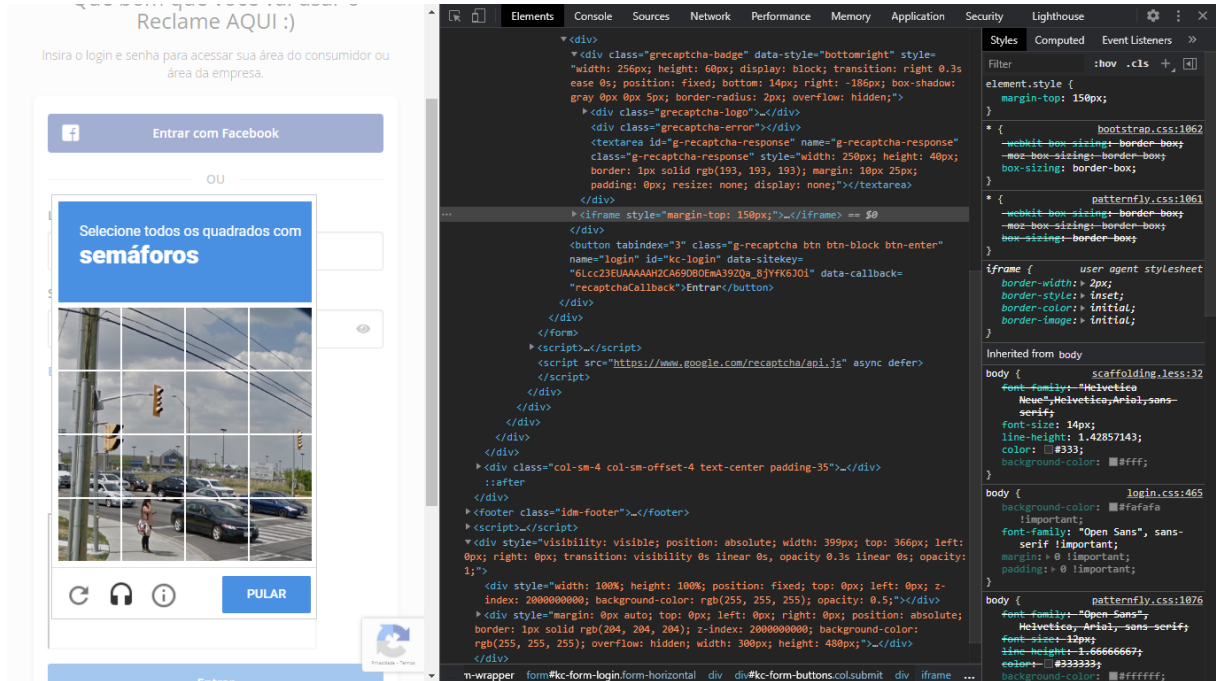 Que bom que você vai usar o
Reclame AQUI :)
Insira o login e senha para acessar sua área do consumidor ou
área da empresa.
Entrar com Facebook
OU
L
S
E
Selecione todos os quadrados com
semáforos
PULAR
Privacidade - Termos
Entrar
Elements Console Sources Network Performance Memory Application Security Lighthouse
<div>
<div class="grecaptcha-badge" data-style="bottomright" style=
"width: 256px; height: 60px; display: block; transition: right 0.3s
ease 0s; position: fixed; bottom: 14px; right: -186px; box-shadow:
gray 0px 0px 5px; border-radius: 2px; overflow: hidden;">
<div class="grecaptcha-logo">…</div>
<div class="grecaptcha-error"></div>
<textarea id="g-recaptcha-response" name="g-recaptcha-response"
class="g-recaptcha-response" style="width: 250px; height: 40px;
border: 1px solid rgb(193, 193, 193); margin: 10px 25px;
padding: 0px; resize: none; display: none;"></textarea>
</div>
… <iframe style="margin-top: 150px;">…</iframe> == $0
</div>
<button tabindex="3" class="g-recaptcha btn btn-block btn-enter"
name="login" id="kc-login" data-sitekey=
"6Lcc23EUAAAAAH2CA69DBOEmA39ZQa_8jYfK6JOi" data-callback=
"recaptchaCallback">Entrar</button>
</div>
</div>
</form>
<script>…</script>
<script src="https://www.google.com/recaptcha/api.js" async defer>
</script>
</div>
</div>
</div>
</div>
</div>
<div class="col-sm-4 col-sm-offset-4 text-center padding-35">…</div>
::after
</div>
<footer class="idm-footer">…</footer>
<script>…</script>
<div style="visibility: visible; position: absolute; width: 399px; top: 366px; left:
0px; right: 0px; transition: visibility 0s linear 0s, opacity 0.3s linear 0s; opacity:
1;">
<div style="width: 100%; height: 100%; position: fixed; top: 0px; left: 0px; z-
index: 2000000000; background-color: rgb(255, 255, 255); opacity: 0.5;"></div>
<div style="margin: 0px auto; top: 0px; left: 0px; right: 0px; position: absolute;
border: 1px solid rgb(204, 204, 204); z-index: 2000000000; background-color:
rgb(255, 255, 255); overflow: hidden; width: 300px; height: 480px;">…</div>
</div>
m-wrapper form#kc-form-login.form-horizontal div div#kc-form-buttons.col.submit div iframe ...
Styles Computed Event Listeners »
Filter :hov .cls +
element.style {
margin-top: 150px;
}
* { bootstrap.css:1062
-webkit-box-sizing: border-box;
-moz-box-sizing: border-box;
box-sizing: border-box;
}
* { patternfly.css:1061
-webkit-box-sizing: border-box;
-moz-box-sizing: border-box;
box-sizing: border-box;
}
iframe { user agent stylesheet
border-width: 2px;
border-style: inset;
border-color: initial;
border-image: initial;
}
Inherited from body
body { scaffolding.less:32
font-family: "Helvetica
Neue",Helvetica,Arial,sans-
serif;
font-size: 14px;
line-height: 1.42857143;
color: #333;
background-color: #fff;
}
body { login.css:465
background-color: #fafafa
!important;
font-family: "Open Sans", sans-
serif !important;
margin: 0 !important;
padding: 0 !important;
}
body { patternfly.css:1076
font-family: "Open Sans",
Helvetica, Arial, sans-serif;
font-size: 12px;
line-height: 1.66666667;
color: #333333;
background-color: #ffffff;